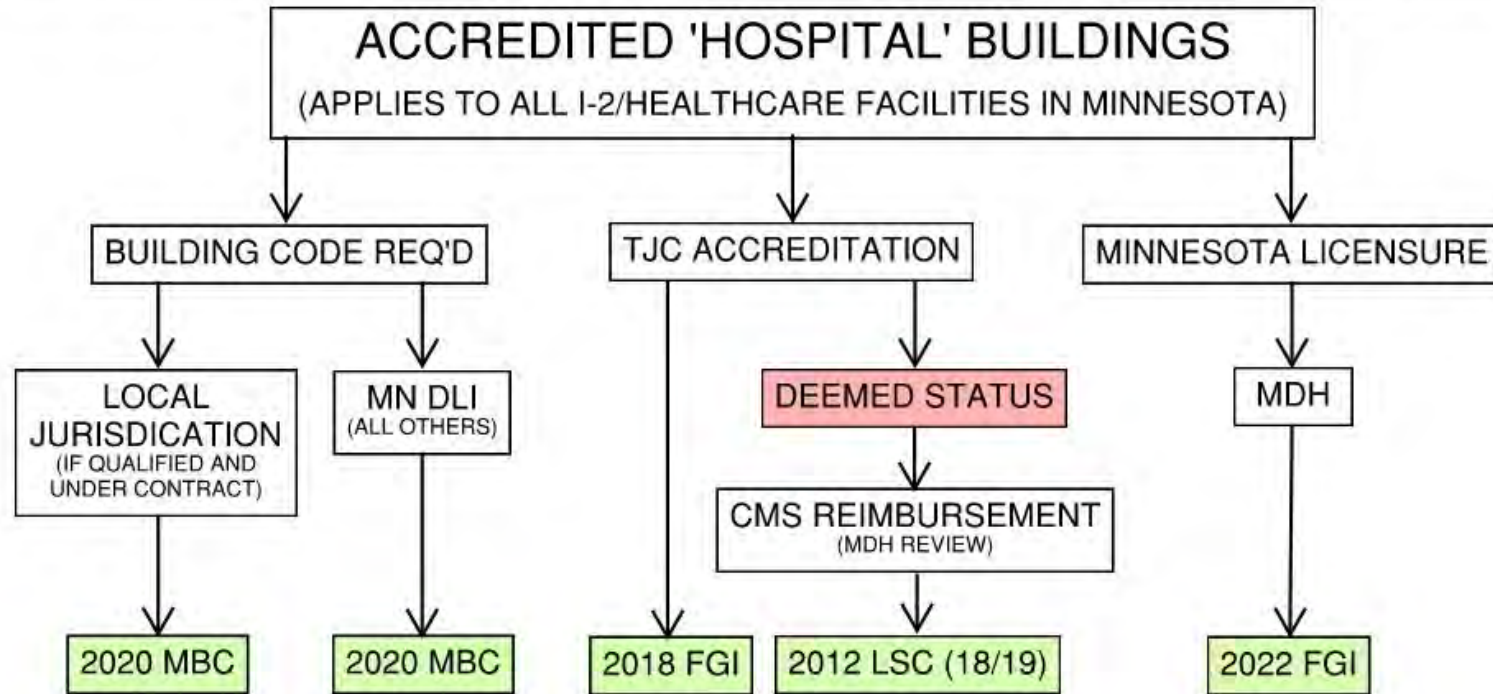 ACCREDITED 'HOSPITAL' BUILDINGS
(APPLIES TO ALL I-2/HEALTHCARE FACILITIES IN MINNESOTA)
BUILDING CODE REQ'D
TJC ACCREDITATION
MINNESOTA LICENSURE
LOCAL
JURISDICATION
(IF QUALIFIED AND
UNDER CONTRACT)
MN DLI
(ALL OTHERS)
DEEMED STATUS
MDH
CMS REIMBURSEMENT
(MDH REVIEW)
2020 MBC
2020 MBC
2018 FGI
2012 LSC (18/19)
2022 FGI